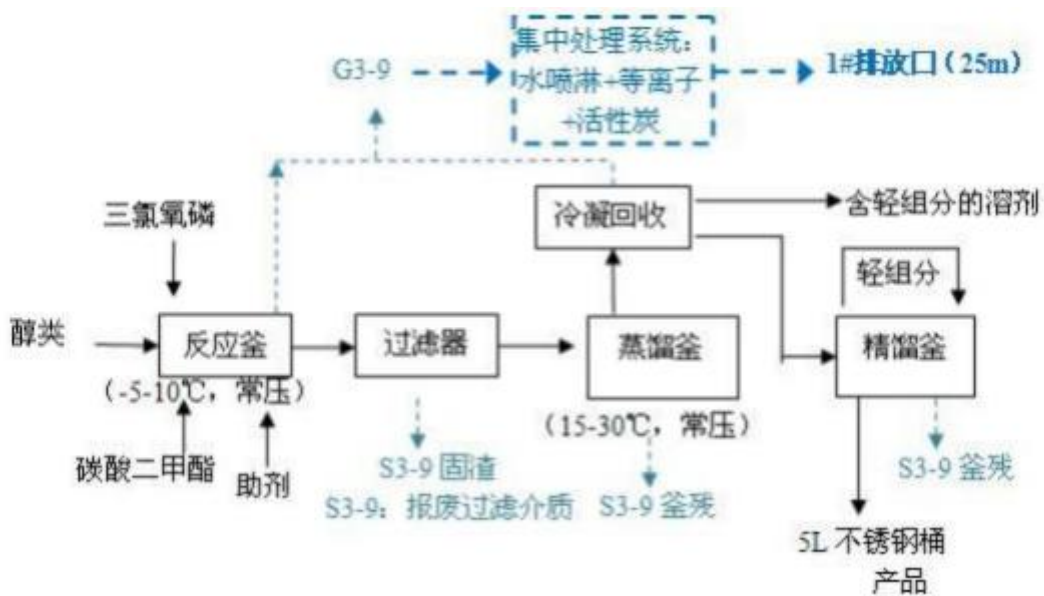 集中处理系统：
G3-9
水喷淋+等离子
+活性炭
1#排放口（25m）
三氯氧磷
冷凝回收
含轻组分的溶剂
轻组分
醇类
反应釜
过滤器
蒸馏釜
精馏釜
（-5-10℃，常压）
（15-30℃，常压）
碳酸二甲酯
助剂
S3-9 固渣
S3-9：报废过滤介质
S3-9 釜残
S3-9 釜残
5L 不锈钢桶
产品